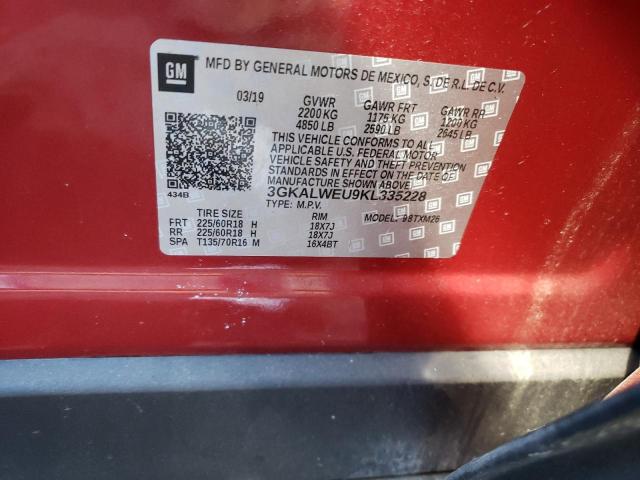 GM MFD BY GENERAL MOTORS DE MEXICO, S. DE R.L. DE C.V.
03/19 GVWR GAWR FRT GAWR RR
2200 KG 1175 KG 1200 KG
4850 LB 2590 LB 2645 LB
THIS VEHICLE CONFORMS TO ALL
APPLICABLE U.S. FEDERAL MOTOR
VEHICLE SAFETY AND THEFT PREVENTION
STANDARDS IN EFFECT ON THE DATE
OF MANUFACTURE SHOWN ABOVE.
434B 3GKALWEU9KL335228
TYPE: M.P.V. MODEL: 98TXM26
TIRE SIZE RIM
FRT 225/60R18 H 18X7J
RR 225/60R18 H 18X7J
SPA T135/70R16 M 16X4BT